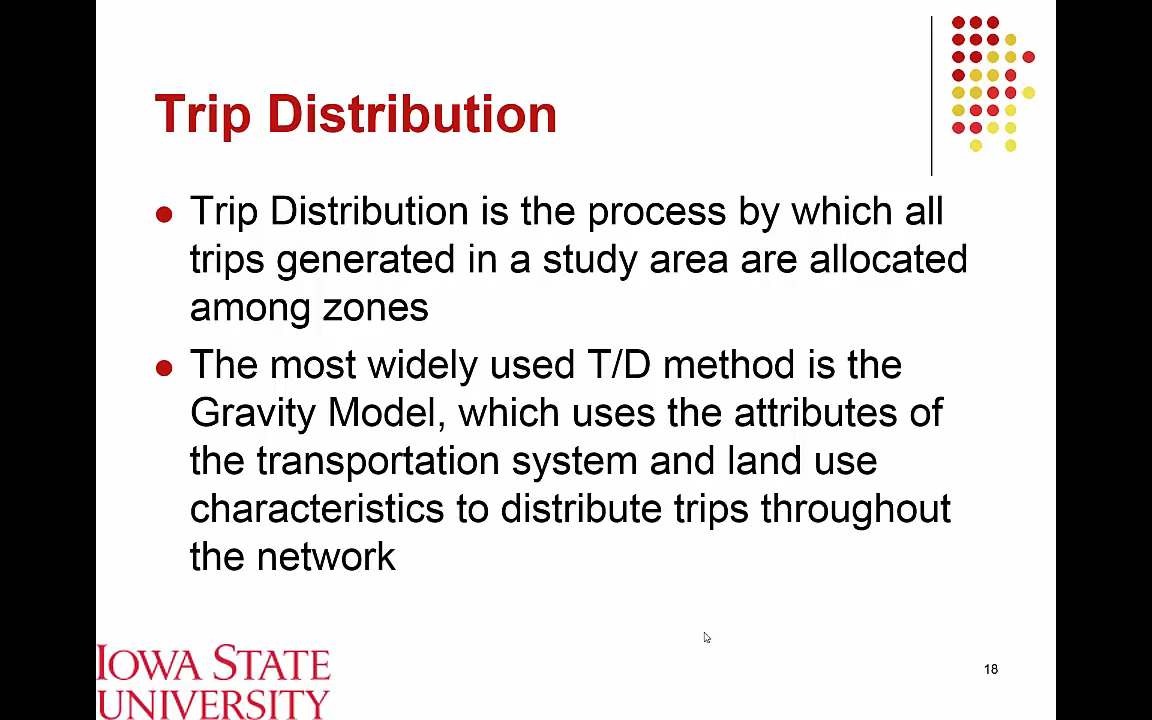 Trip Distribution
Trip Distribution is the process by which all
trips generated in a study area are allocated
among zones
The most widely used T/D method is the
Gravity Model, which uses the attributes of
the transportation system and land use
characteristics to distribute trips throughout
the network
IOWA STATE
UNIVERSITY
18